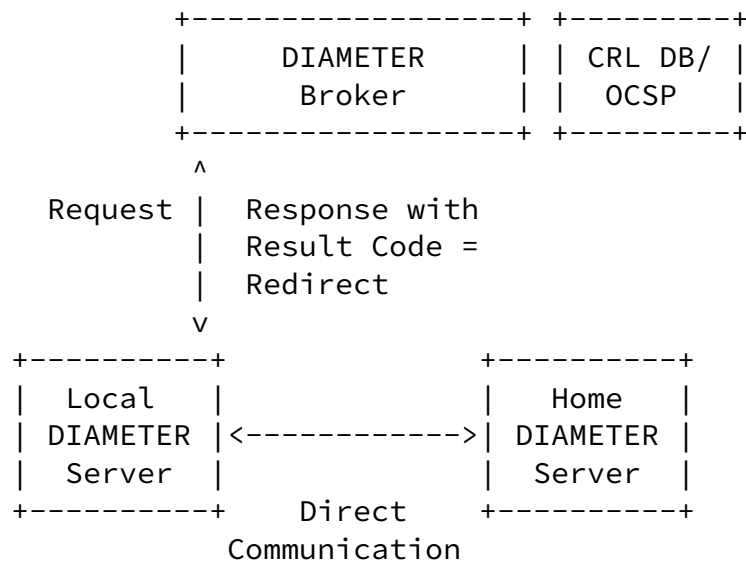 +------------------+ +---------+
|     DIAMETER     | | CRL DB/ |
|      Broker      | |  OCSP   |
+------------------+ +---------+
 ^
Request |  Response with
|  Result Code =
|  Redirect
v
+----------+              +----------+
|  Local   |              |   Home   |
| DIAMETER |<------------>| DIAMETER |
|  Server  |              |  Server  |
+----------+    Direct    +----------+
Communication